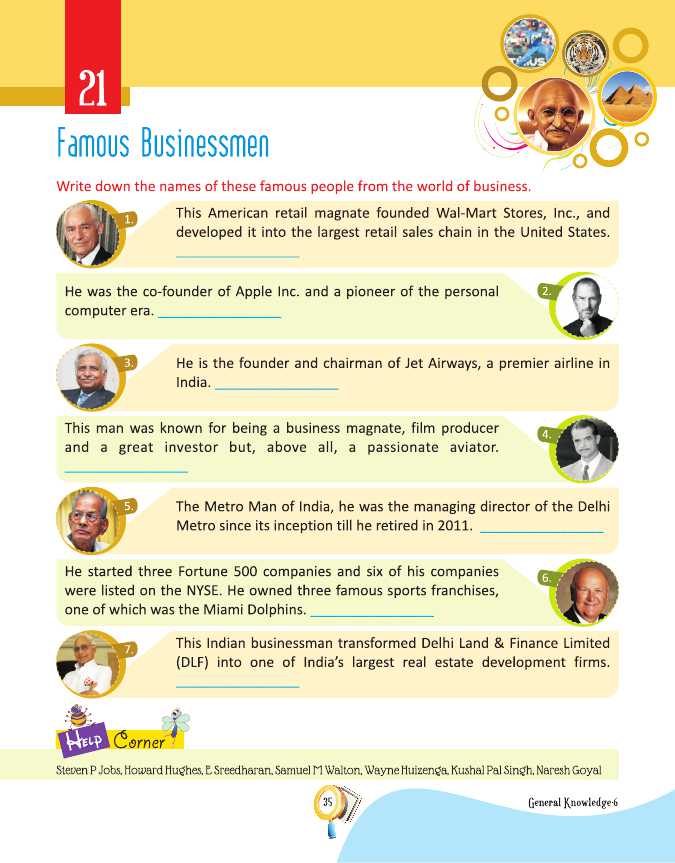 21
Famous Businessmen
Write down the names of these famous people from the world of business.
1.
This American retail magnate founded Wal-Mart Stores, Inc., and
developed it into the largest retail sales chain in the United States.
He was the co-founder of Apple Inc. and a pioneer of the personal
computer era.
2.
3.
He is the founder and chairman of Jet Airways, a premier airline in
India.
This man was known for being a business magnate, film producer
and a great investor but, above all, a passionate aviator.
4.
5.
The Metro Man of India, he was the managing director of the Delhi
Metro since its inception till he retired in 2011.
He started three Fortune 500 companies and six of his companies
were listed on the NYSE. He owned three famous sports franchises,
one of which was the Miami Dolphins.
6.
7.
This Indian businessman transformed Delhi Land & Finance Limited
(DLF) into one of India's largest real estate development firms.
Help Corner
Steven P Jobs, Howard Hughes, E Sreedharan, Samuel M Walton, Wayne Huizenga, Kushal Pal Singh, Naresh Goyal
35
General Knowledge-6